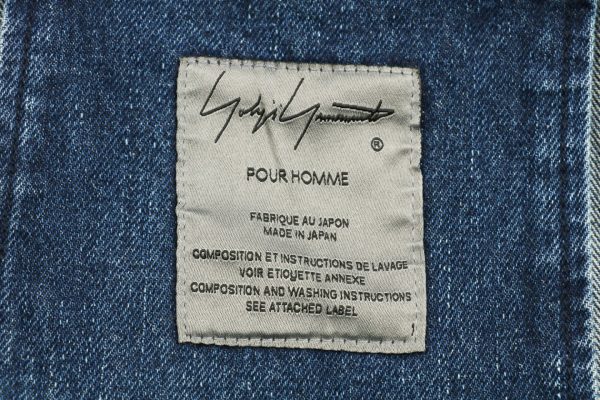 Yohji Yamamoto
®
POUR HOMME
FABRIQUE AU JAPON
MADE IN JAPAN
COMPOSITION ET INSTRUCTIONS DE LAVAGE
VOIR ETIQUETTE ANNEXE
COMPOSITION AND WASHING INSTRUCTIONS
SEE ATTACHED LABEL